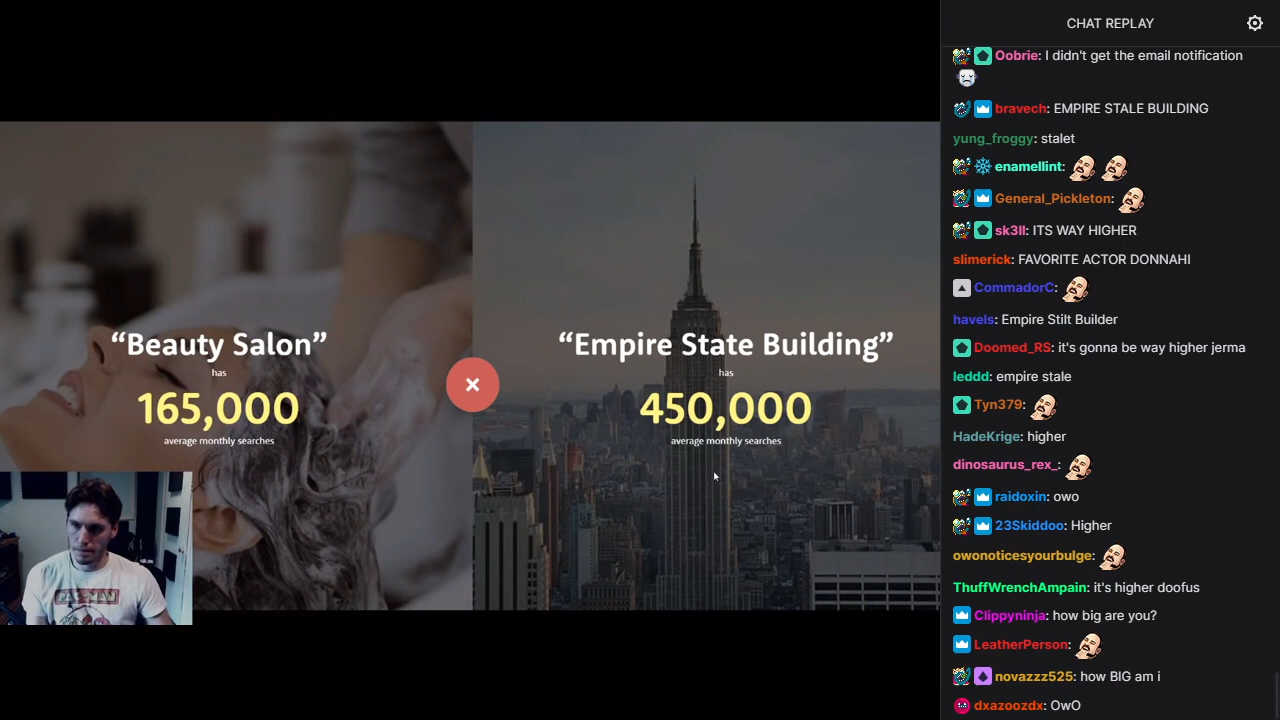 “Beauty Salon”
has
165,000
average monthly searches
“Empire State Building”
has
450,000
average monthly searches
PAC-MAN
CHAT REPLAY
Oobrie: I didn't get the email notification
bravech: EMPIRE STALE BUILDING
yung_froggy: stalet
enamellint:
General_Pickleton:
sk3ll: ITS WAY HIGHER
slimerick: FAVORITE ACTOR DONNAHI
CommadorC:
havels: Empire Stilt Builder
Doomed_RS: it's gonna be way higher jerma
leddd: empire stale
Tyn379:
HadeKrige: higher
dinosaurus_rex_:
raidoxin: owo
23Skiddoo: Higher
owonoticesyourbulge:
ThuffWrenchAmpain: it's higher doofus
Clippyninja: how big are you?
LeatherPerson:
novazzz525: how BIG am i
dxazoozdx: OwO